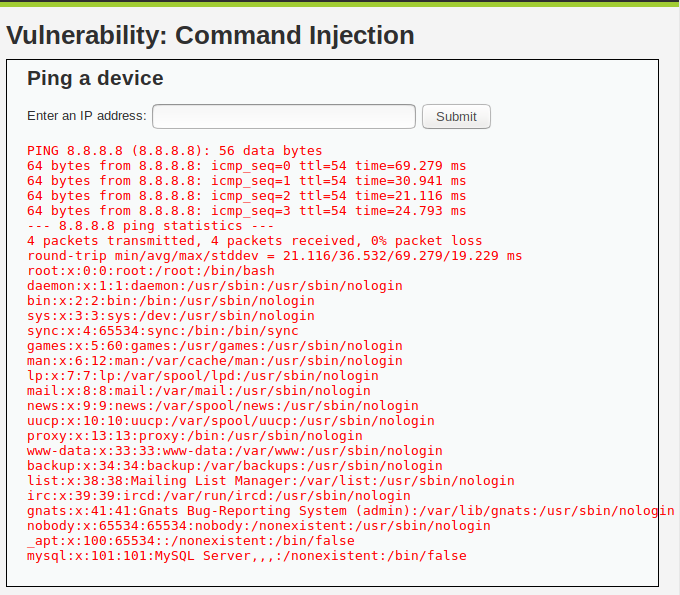 Vulnerability: Command Injection
Ping a device
Enter an IP address: Submit
PING 8.8.8.8 (8.8.8.8): 56 data bytes
64 bytes from 8.8.8.8: icmp_seq=0 ttl=54 time=69.279 ms
64 bytes from 8.8.8.8: icmp_seq=1 ttl=54 time=30.941 ms
64 bytes from 8.8.8.8: icmp_seq=2 ttl=54 time=21.116 ms
64 bytes from 8.8.8.8: icmp_seq=3 ttl=54 time=24.793 ms
--- 8.8.8.8 ping statistics ---
4 packets transmitted, 4 packets received, 0% packet loss
round-trip min/avg/max/stddev = 21.116/36.532/69.279/19.229 ms
root:x:0:0:root:/root:/bin/bash
daemon:x:1:1:daemon:/usr/sbin:/usr/sbin/nologin
bin:x:2:2:bin:/bin:/usr/sbin/nologin
sys:x:3:3:sys:/dev:/usr/sbin/nologin
sync:x:4:65534:sync:/bin:/bin/sync
games:x:5:60:games:/usr/games:/usr/sbin/nologin
man:x:6:12:man:/var/cache/man:/usr/sbin/nologin
lp:x:7:7:lp:/var/spool/lpd:/usr/sbin/nologin
mail:x:8:8:mail:/var/mail:/usr/sbin/nologin
news:x:9:9:news:/var/spool/news:/usr/sbin/nologin
uucp:x:10:10:uucp:/var/spool/uucp:/usr/sbin/nologin
proxy:x:13:13:proxy:/bin:/usr/sbin/nologin
www-data:x:33:33:www-data:/var/www:/usr/sbin/nologin
backup:x:34:34:backup:/var/backups:/usr/sbin/nologin
list:x:38:38:Mailing List Manager:/var/list:/usr/sbin/nologin
irc:x:39:39:ircd:/var/run/ircd:/usr/sbin/nologin
gnats:x:41:41:Gnats Bug-Reporting System (admin):/var/lib/gnats:/usr/sbin/nologin
nobody:x:65534:65534:nobody:/nonexistent:/usr/sbin/nologin
_apt:x:100:65534::/nonexistent:/bin/false
mysql:x:101:101:MySQL Server,,,:/nonexistent:/bin/false